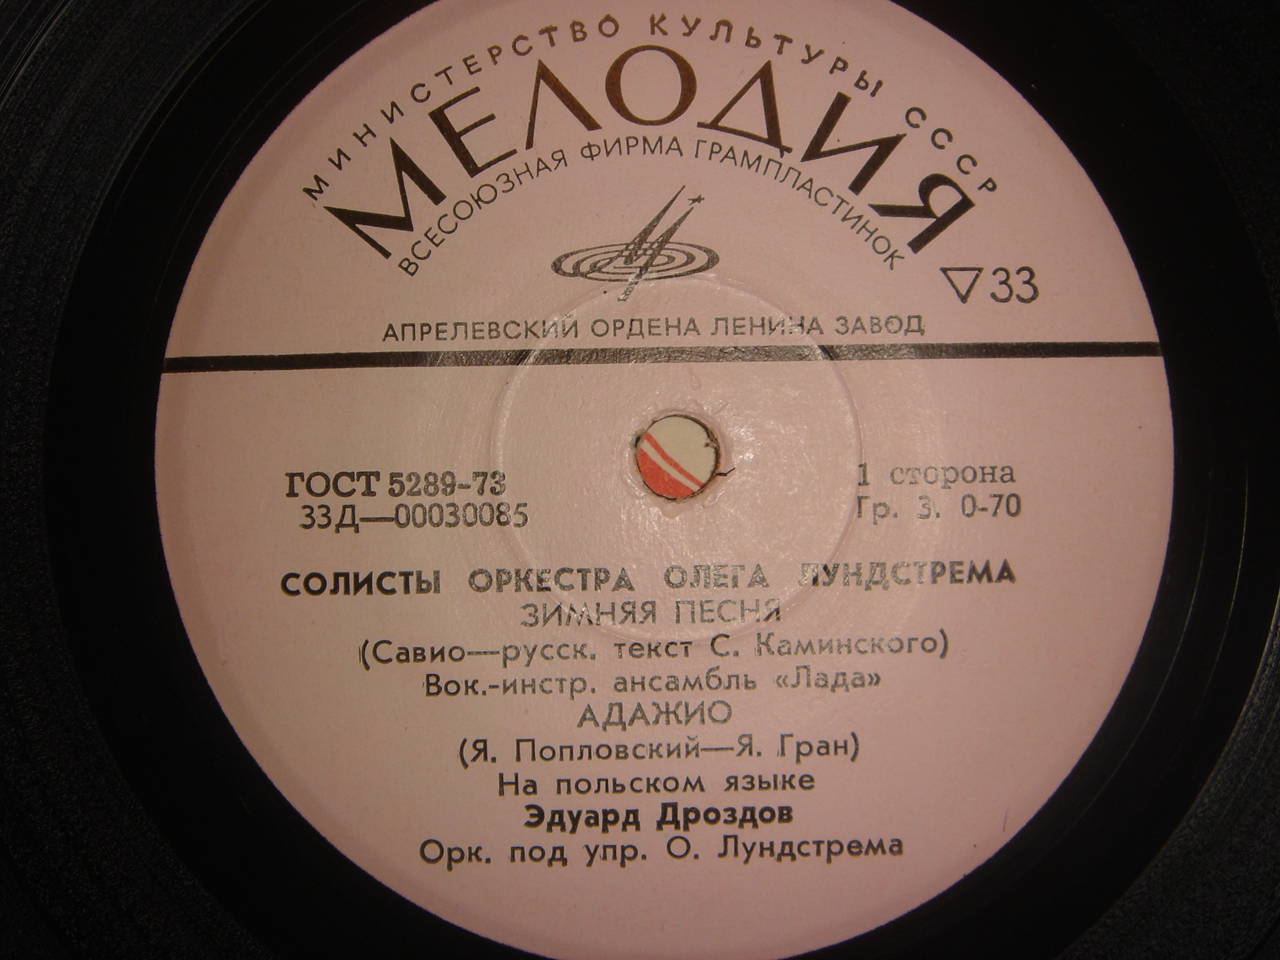 МИНИСТЕРСТВО КУЛЬТУРЫ СССР
МЕЛОДИЯ
ВСЕСОЮЗНАЯ ФИРМА ГРАМПЛАСТИНОК
▽33
АПРЕЛЕВСКИЙ ОРДЕНА ЛЕНИНА ЗАВОД
ГОСТ 5289-73
33Д—00030085
1 сторона
Гр. 3. 0-70
СОЛИСТЫ ОРКЕСТРА ОЛЕГА ЛУНДСТРЕМА
ЗИМНЯЯ ПЕСНЯ
(Савио—русск. текст С. Каминского)
Вок.-инстр. ансамбль «Лада»
АДАЖИО
(Я. Попловский—Я. Гран)
На польском языке
Эдуард Дроздов
Орк. под упр. О. Лундстрема